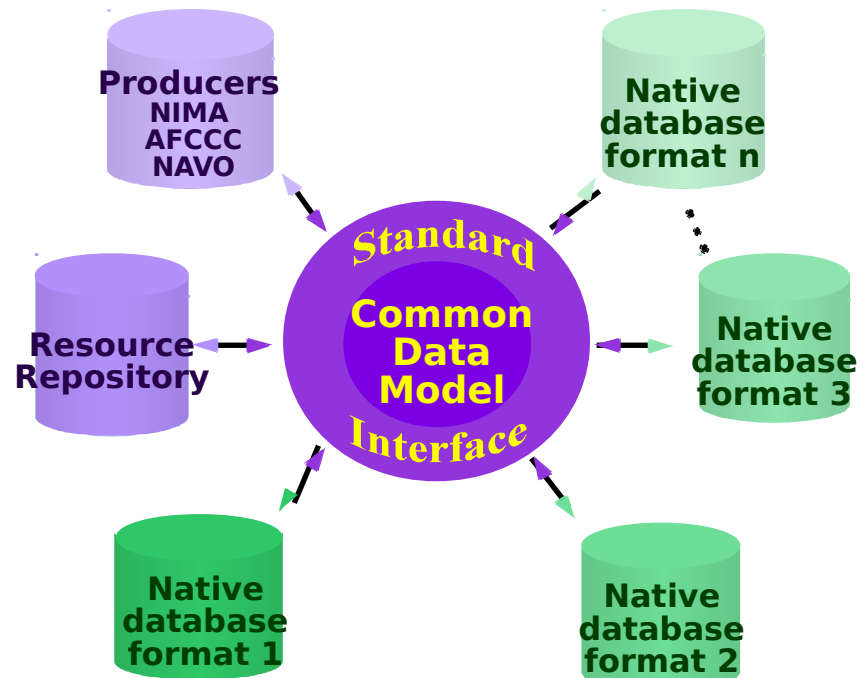 Producers
NIMA
AFCCC
NAVO
Native
database
format n
Standard
Common
Data
Model
Interface
Resource
Repository
Native
database
format 3
Native
database
format 1
Native
database
format 2